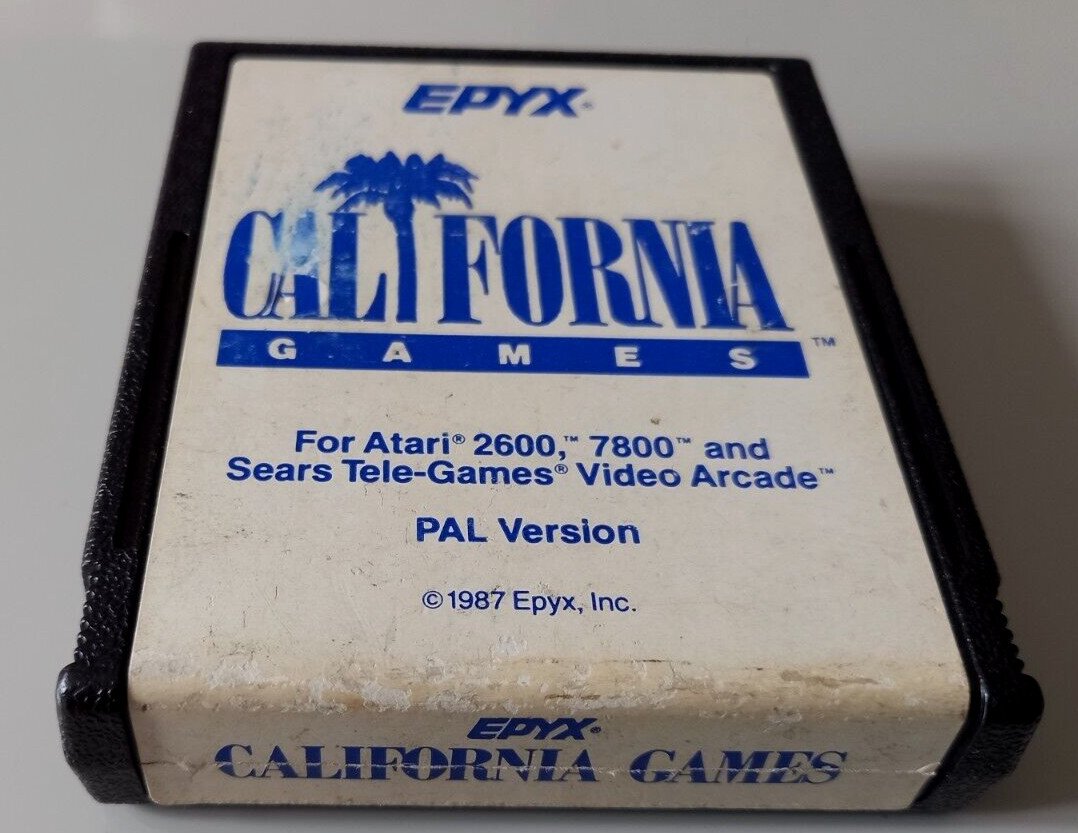 EPYX®
CALIFORNIA
GAMES™
For Atari® 2600,™ 7800™ and
Sears Tele-Games® Video Arcade™
PAL Version
©1987 Epyx, Inc.
EPYX®
CALIFORNIA GAMES